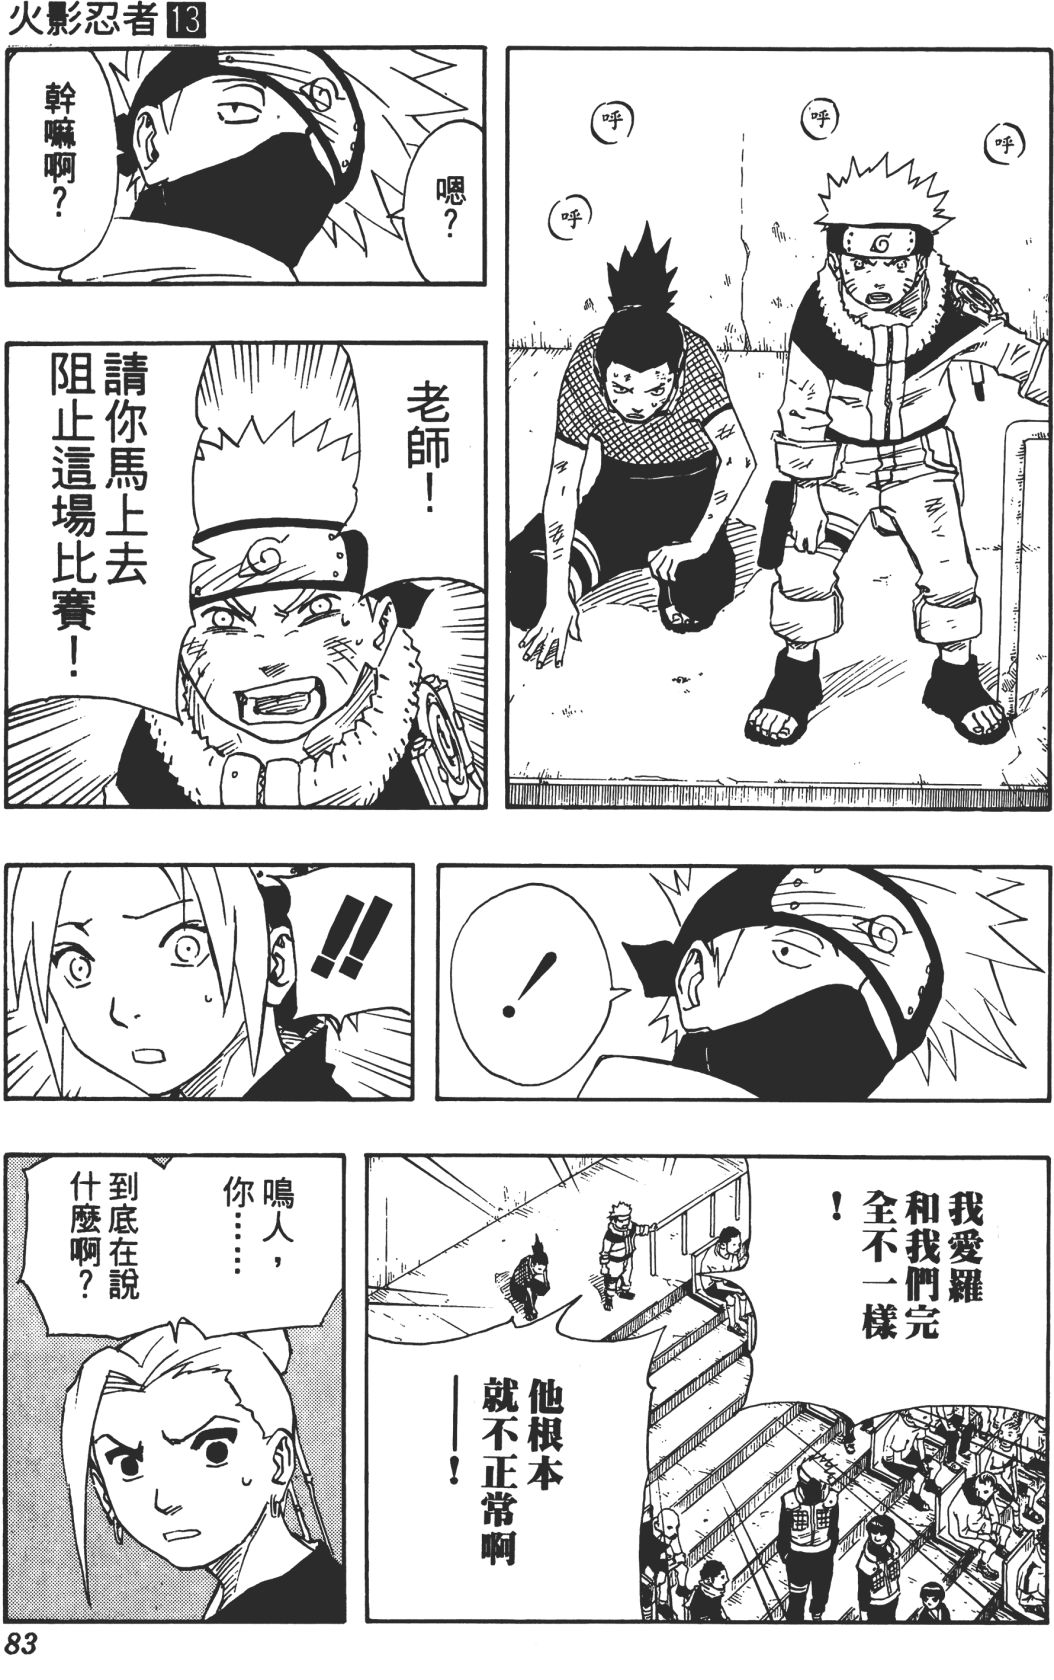 火影忍者13
呼
呼
呼
呼
嗯？
幹嘛啊？
老師！
請你馬上去
阻止這場比賽！
！
!!
我愛羅
和我們完
全不一樣
！
他根本
就不正常啊
——！
鳴人，
你……
到底在說
什麼啊？
83